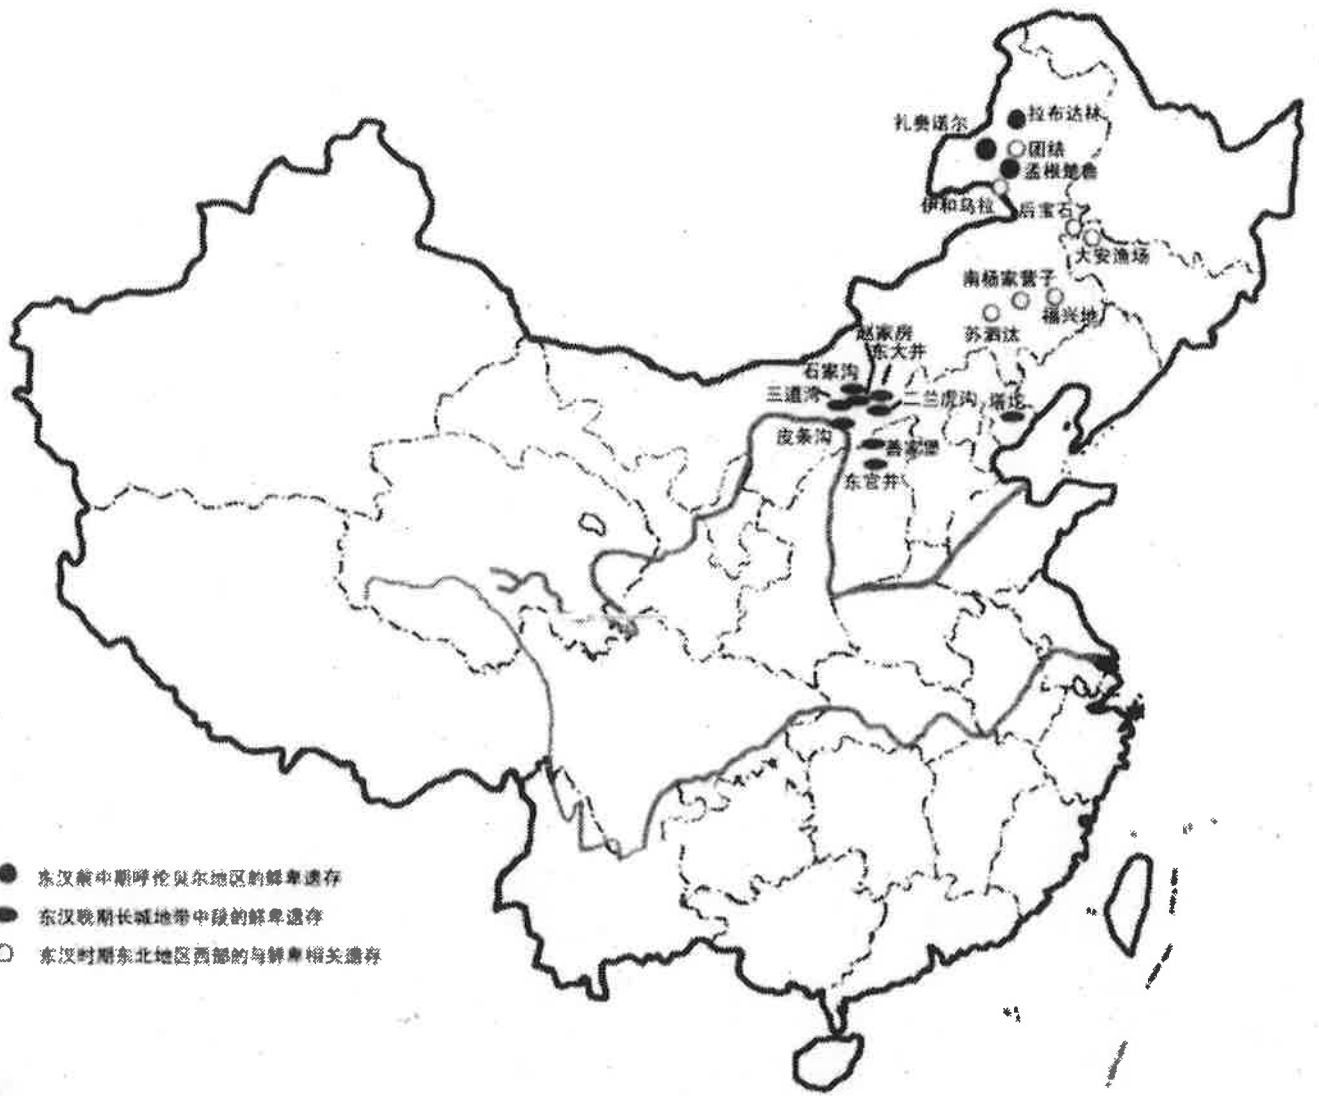 扎赉诺尔
拉布达林
团结
孟根楚鲁
伊和乌拉
后宝石
大安渔场
南杨家营子
福兴地
苏泗汰
赵家房
东大井
石家沟
三道湾
二兰虎沟
塔坨
皮条沟
善家堡
东官井
东汉前中期呼伦贝尔地区的鲜卑遗存
东汉晚期长城地带中段的鲜卑遗存
东汉时期东北地区西部的与鲜卑相关遗存